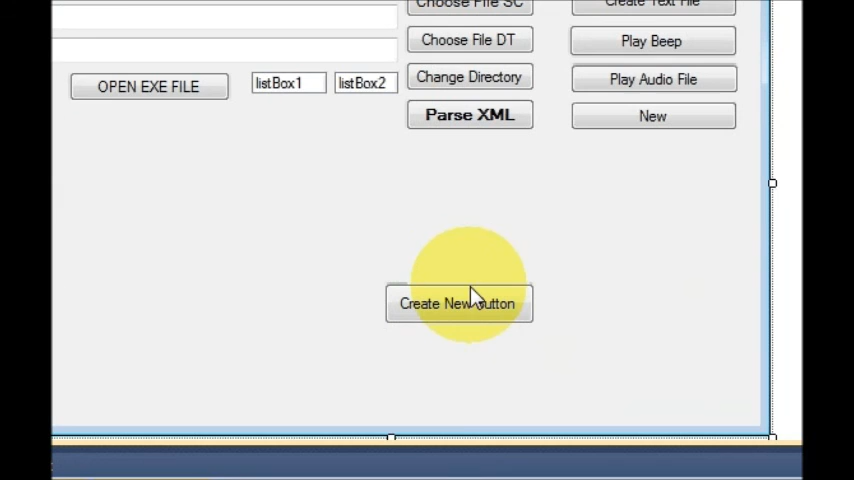 Choose File SC
Create Text File
Choose File DT
Play Beep
OPEN EXE FILE
listBox1
listBox2
Change Directory
Play Audio File
Parse XML
New
Create New Button